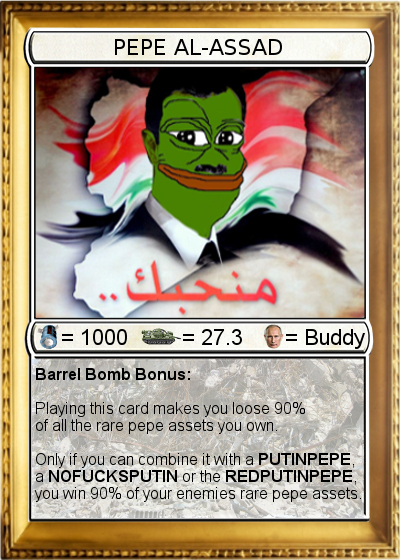 PEPE AL-ASSAD
منحبك..
= 1000 = 27.3 = Buddy
Barrel Bomb Bonus:
Playing this card makes you loose 90%
of all the rare pepe assets you own.
Only if you can combine it with a PUTINPEPE,
a N0FUCKSPUTIN or the REDPUTINPEPE,
you win 90% of your enemies rare pepe assets.